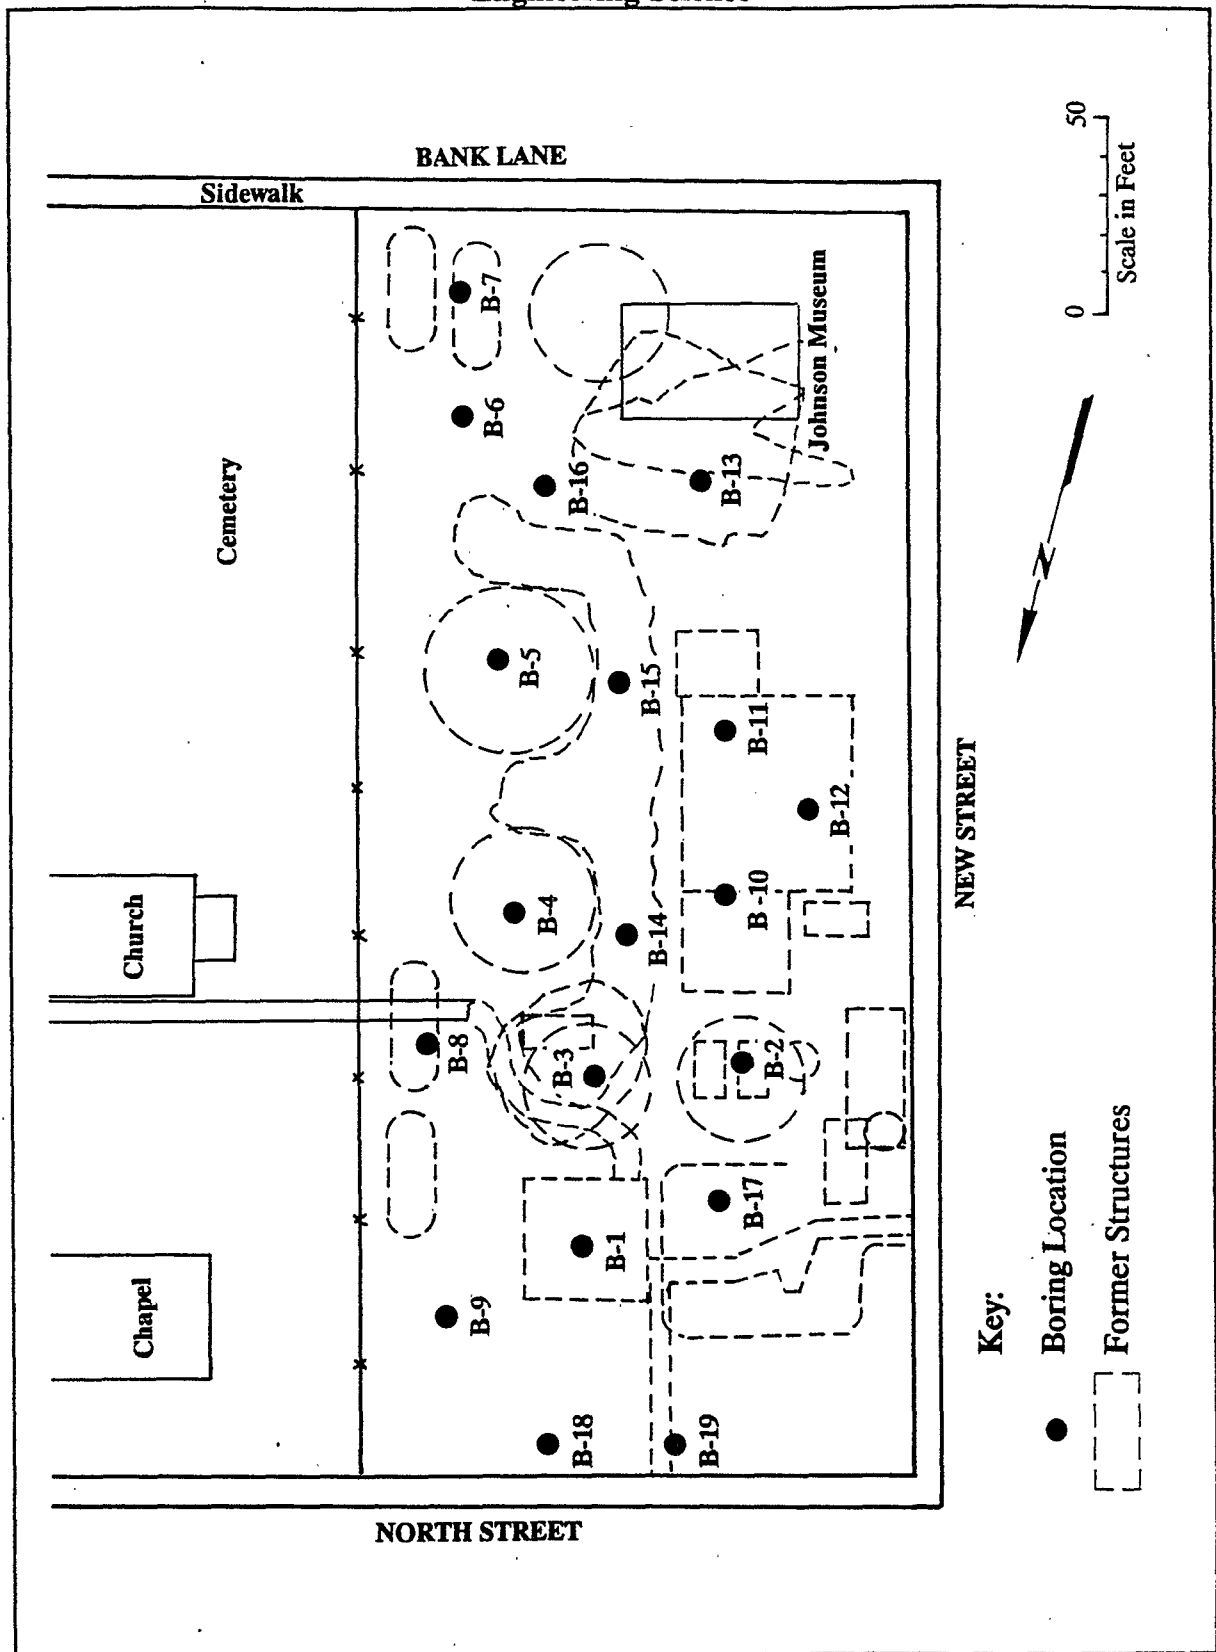 BANK LANE
Sidewalk
Cemetery
Church
Chapel
B-7
B-6
B-16
B-13
Johnson Museum
B-5
B-15
B-11
B-12
B-10
B-4
B-14
B-8
B-3
B-2
B-17
B-1
B-9
B-18
B-19
NORTH STREET
NEW STREET
N
0
50
Scale in Feet
Key:
Boring Location
Former Structures